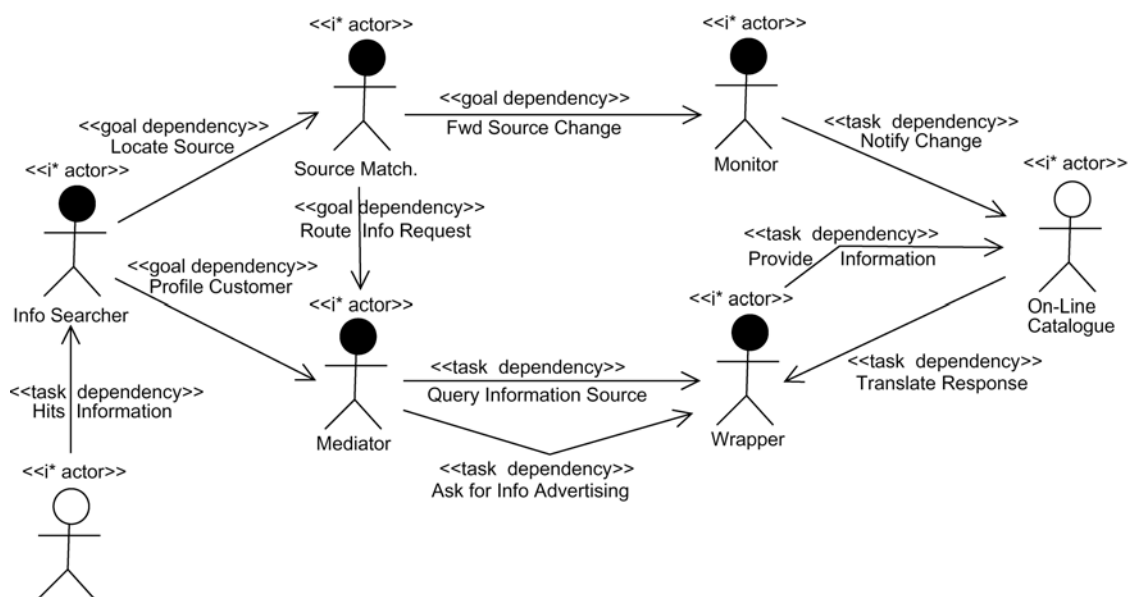 <<i* actor>>
<<i* actor>>
<<goal dependency>>
Fwd Source Change
<<goal dependency>>
Locate Source
<<task dependency>>
Notify Change
Source Match.
Monitor
<<i* actor>>
<<i* actor>>
<<goal dependency>>
Route Info Request
<<task dependency>>
Provide Information
<<goal dependency>>
Profile Customer
<<i* actor>>
<<i* actor>>
Info Searcher
On-Line
Catalogue
<<task dependency>>
Query Information Source
<<task dependency>>
Translate Response
<<task dependency>>
Hits Information
Mediator
Wrapper
<<i* actor>>
<<task dependency>>
Ask for Info Advertising